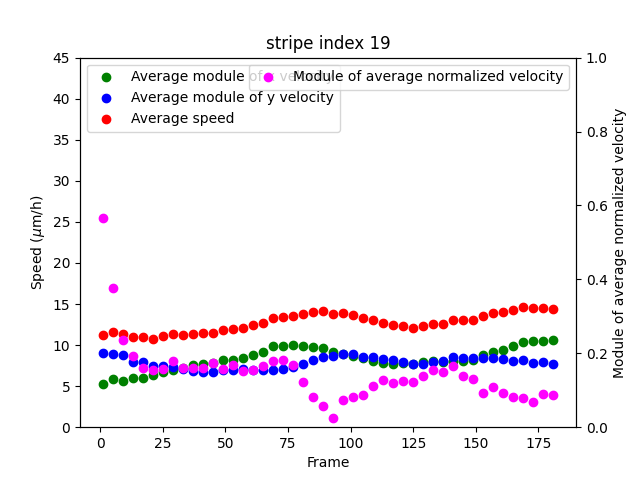 stripe index 19
Average module of
Average module of y velocity
Average speed
Module of average normalized velocity
45
40
35
30
25
20
15
10
5
0
Speed (μm/h)
1.0
0.8
0.6
0.4
0.2
0.0
Module of average normalized velocity
0 25 50 75 100 125 150 175
Frame